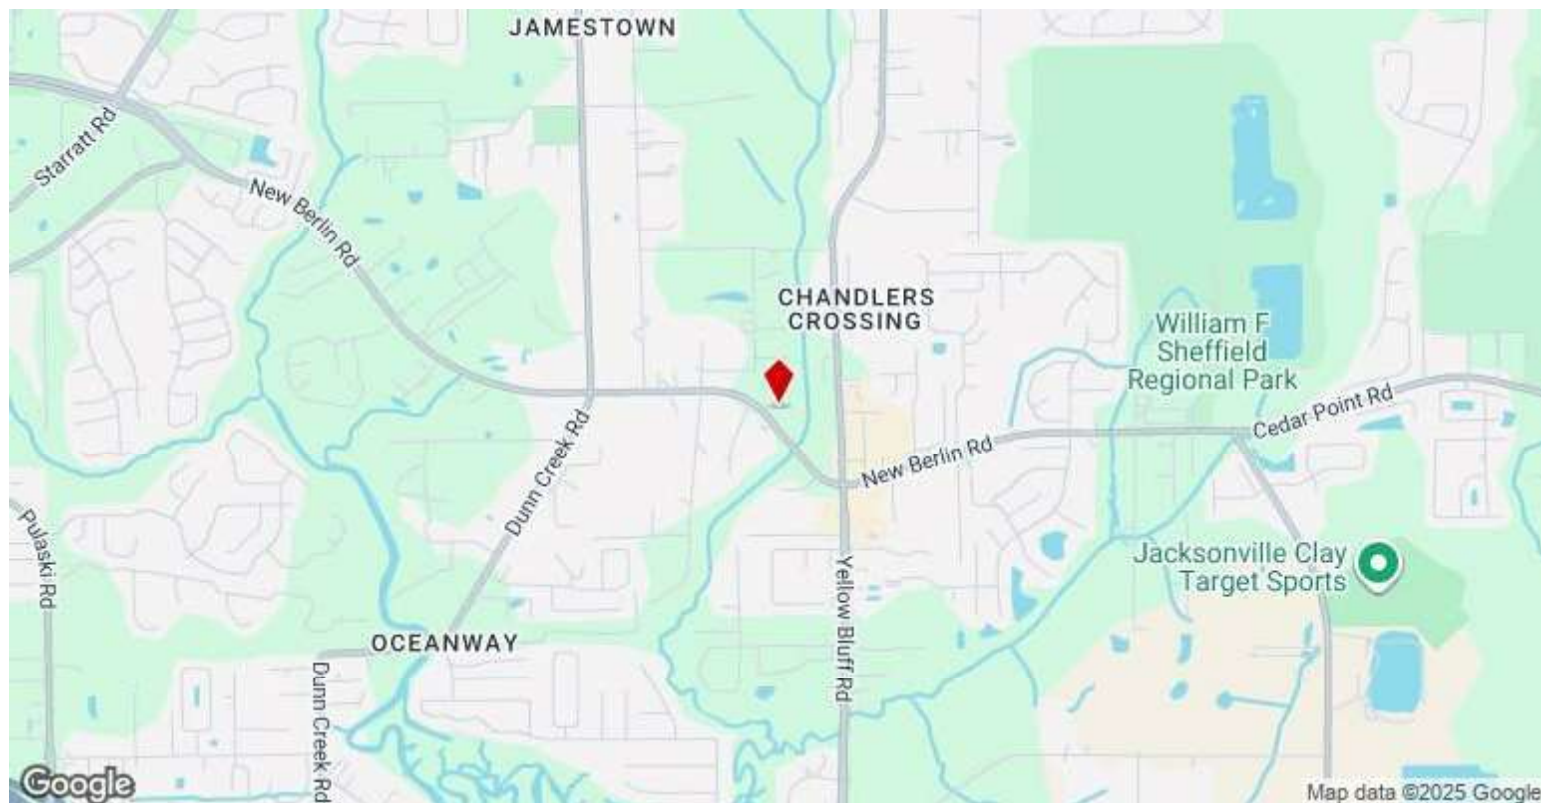 JAMESTOWN
Starratt Rd
New Berlin Rd
CHANDLERS
CROSSING
William F
Sheffield
Regional Park
Cedar Point Rd
New Berlin Rd
Dunn Creek Rd
Pulaski Rd
Jacksonville Clay
Target Sports
Yellow Bluff Rd
OCEANWAY
Dunn Creek Rd
Google
Map data ©2025 Google